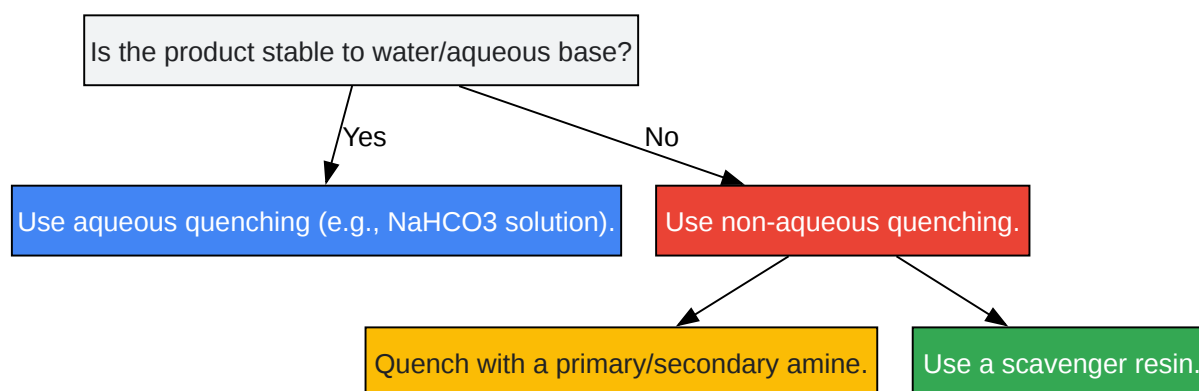 Is the product stable to water/aqueous base?
Yes
No
Use aqueous quenching (e.g., NaHCO3 solution).
Use non-aqueous quenching.
Quench with a primary/secondary amine.
Use a scavenger resin.